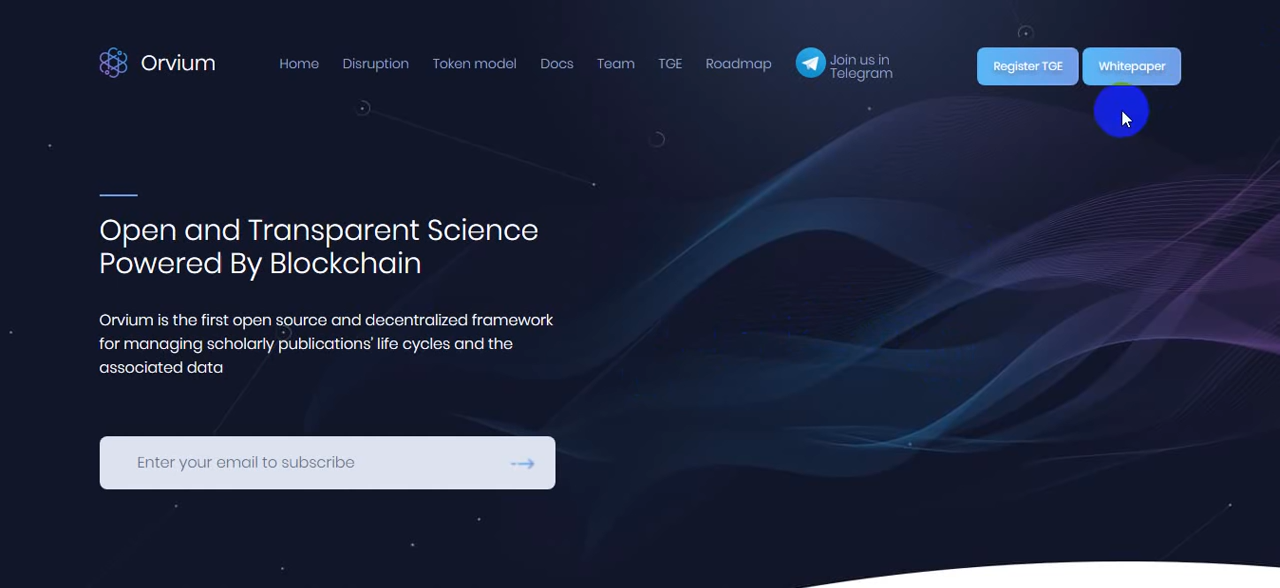 Orvium
Home Disruption Token model Docs Team TGE Roadmap
Join us in
Telegram
Register TGE Whitepaper
Open and Transparent Science
Powered By Blockchain
Orvium is the first open source and decentralized framework
for managing scholarly publications' life cycles and the
associated data
Enter your email to subscribe